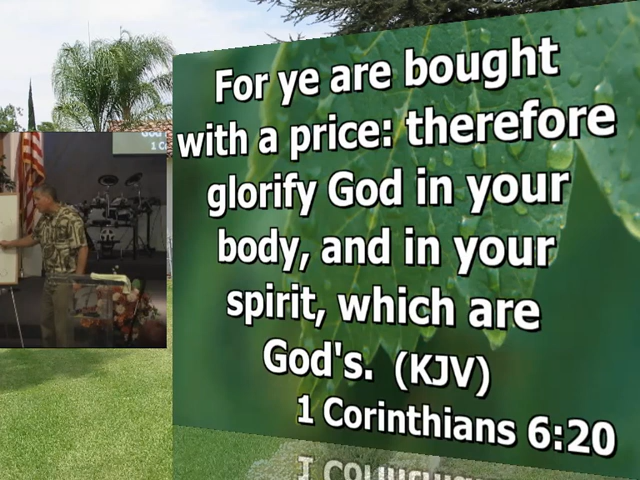 For ye are bought
with a price: therefore
glorify God in your
body, and in your
spirit, which are
God's. (KJV)
1 Corinthians 6:20